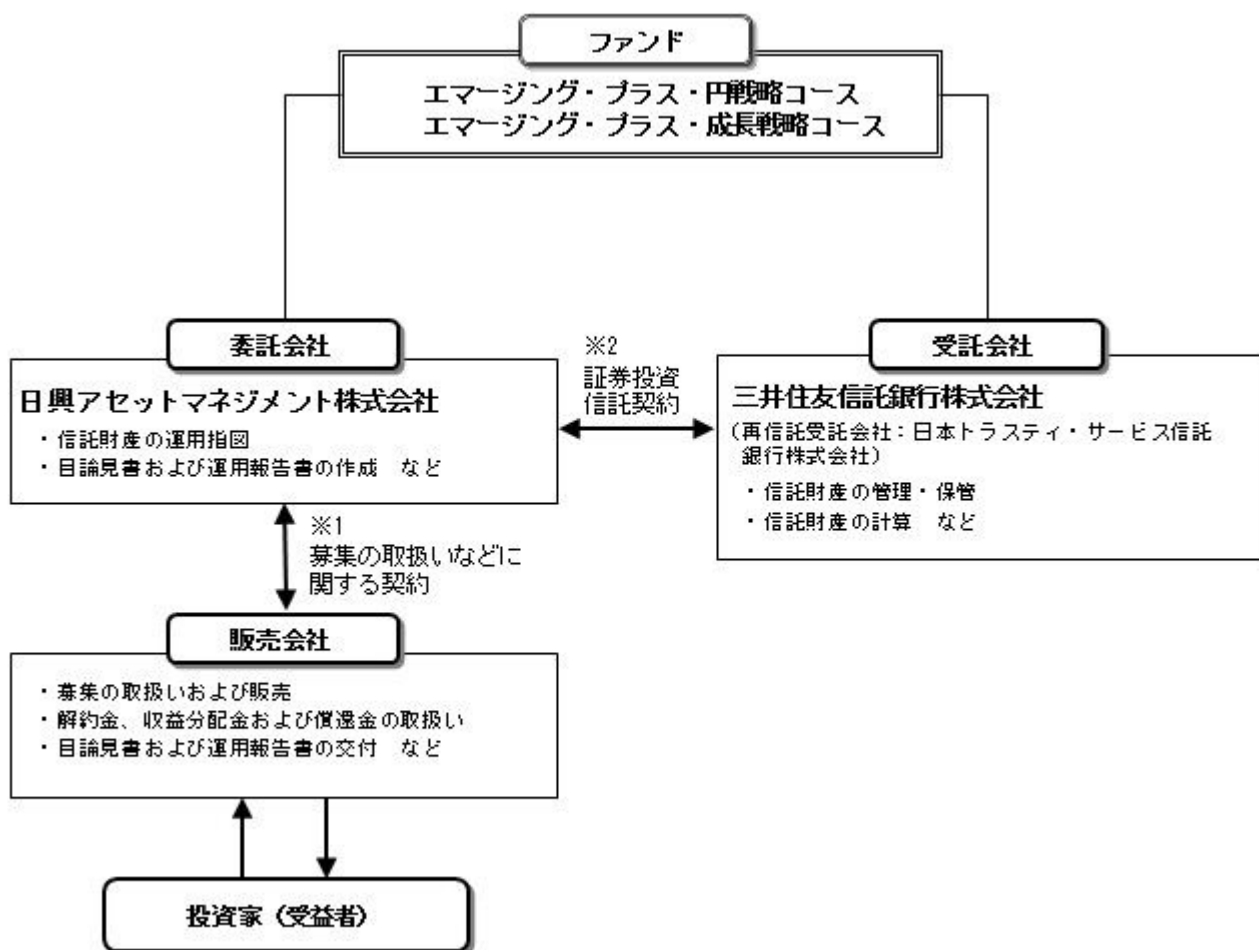 ファンド
エマージング・プラス・円戦略コース
エマージング・プラス・成長戦略コース
委託会社
日興アセットマネジメント株式会社
・信託財産の運用指図
・目論見書および運用報告書の作成 など
※2
証券投資
信託契約
受託会社
三井住友信託銀行株式会社
(再信託受託会社:日本トラスティ・サービス信託
銀行株式会社)
・信託財産の管理・保管
・信託財産の計算 など
※1
募集の取扱いなどに
関する契約
販売会社
・募集の取扱いおよび販売
・解約金、収益分配金および償還金の取扱い
・目論見書および運用報告書の交付 など
投資家(受益者)